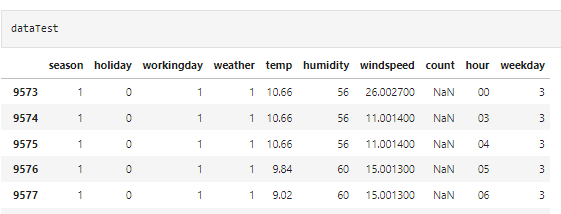 dataTest
season holiday workingday weather temp humidity windspeed count hour weekday
9573 1 0 1 1 10.66 56 26.002700 NaN 00 3
9574 1 0 1 1 10.66 56 11.001400 NaN 03 3
9575 1 0 1 1 10.66 56 11.001400 NaN 04 3
9576 1 0 1 1 9.84 60 15.001300 NaN 05 3
9577 1 0 1 1 9.02 60 15.001300 NaN 06 3